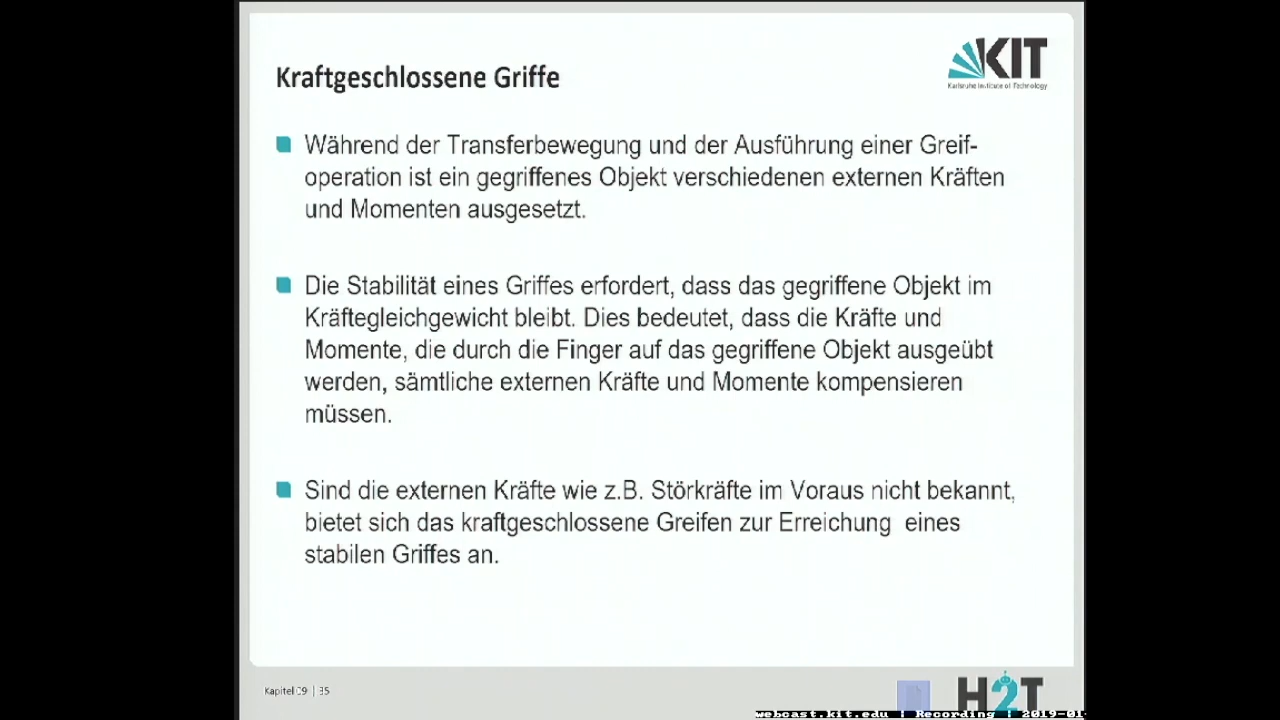 KIT
Karlsruhe Institute of Technology
Kraftgeschlossene Griffe
Während der Transferbewegung und der Ausführung einer Greif-
operation ist ein gegriffenes Objekt verschiedenen externen Kräften
und Momenten ausgesetzt.
Die Stabilität eines Griffes erfordert, dass das gegriffene Objekt im
Kräftegleichgewicht bleibt. Dies bedeutet, dass die Kräfte und
Momente, die durch die Finger auf das gegriffene Objekt ausgeübt
werden, sämtliche externen Kräfte und Momente kompensieren
müssen.
Sind die externen Kräfte wie z.B. Störkräfte im Voraus nicht bekannt,
bietet sich das kraftgeschlossene Greifen zur Erreichung eines
stabilen Griffes an.
Kapitel 09 | 35
H2T
webcast.kit.edu | Recording | 2019-01-